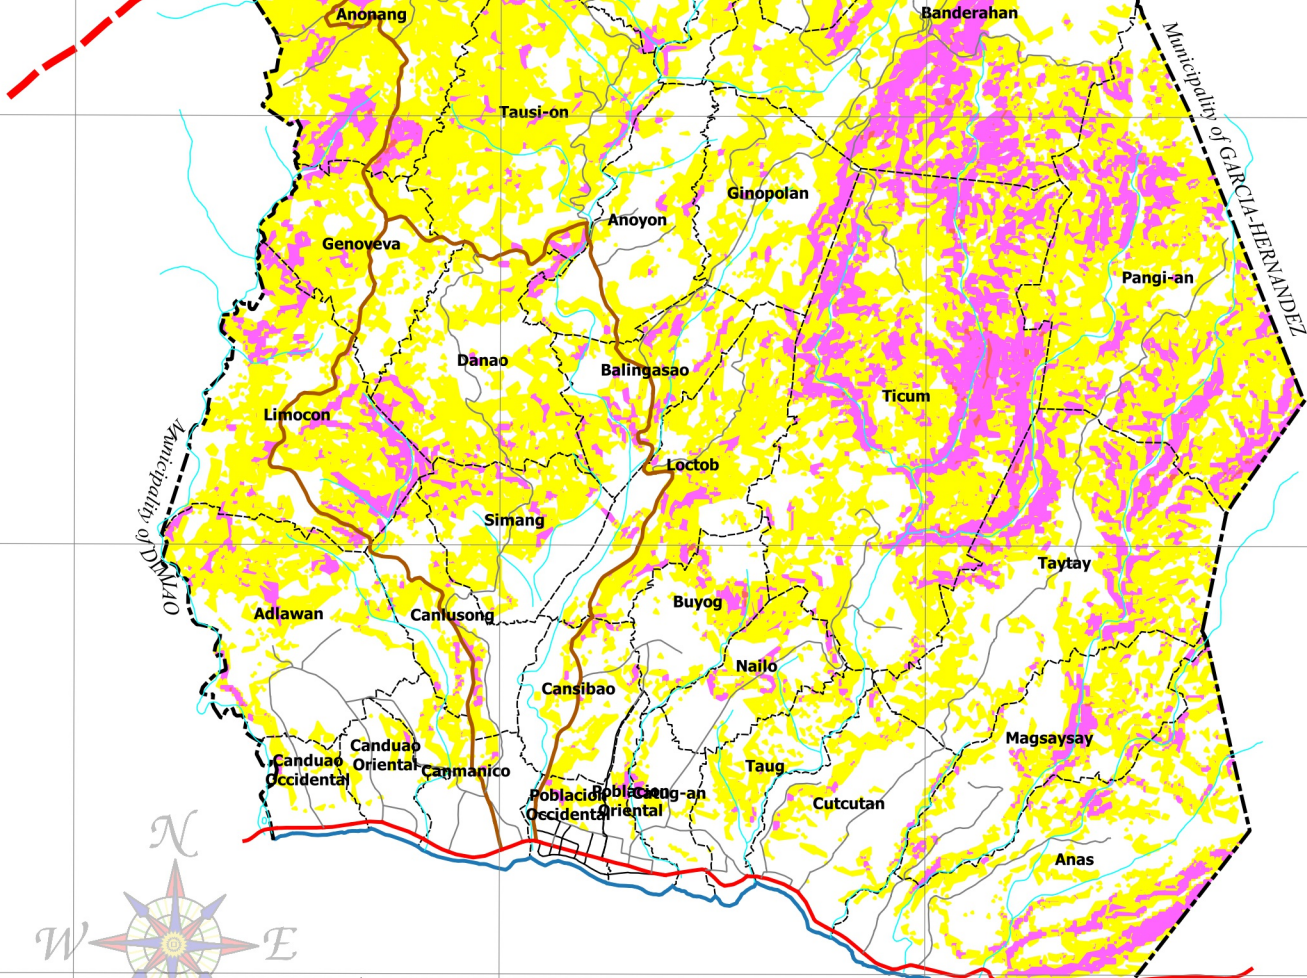 Anonang
Banderahan
Municipality of GARCIA-HERNANDEZ
Tausi-on
Ginopolan
Anoyon
Genoveva
Pangi-an
Danao
Balingasao
Ticum
Limocon
Municipality of DIMIAO
Loctob
Simang
Taytay
Buyog
Adlawan
Canlusong
Nailo
Cansibao
Magsaysay
Canduao
Oriental
Canduao
Occidental
Canmanico
Taug
Poblacion
Occidental
Poblacion
Oriental
Catug-an
Cutcutan
Anas
N
W
E